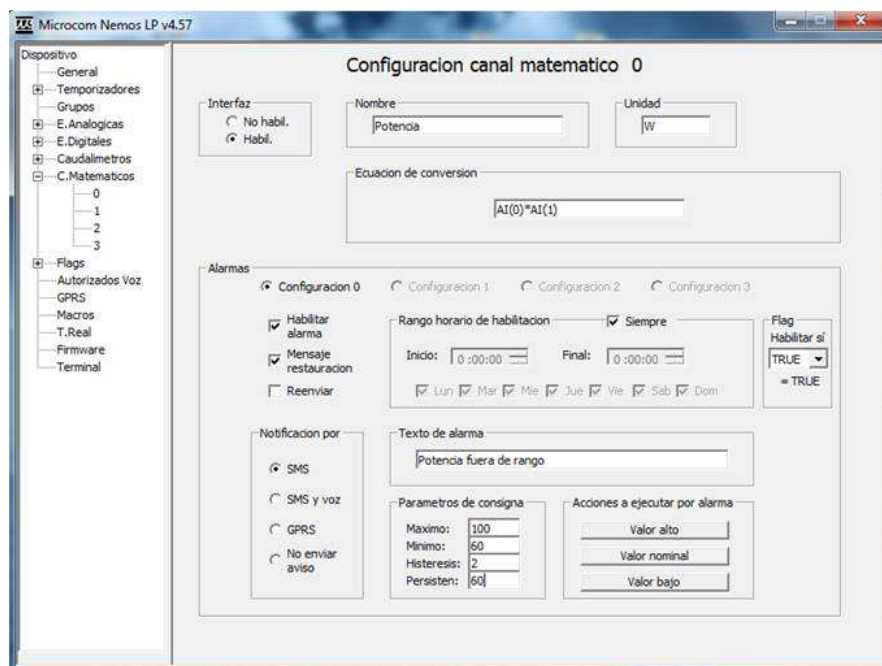 Microcom Nemos LP v4.57
Dispositivo
General
Temporizadores
Grupos
E.Analogicas
E.Digitales
Caudalimetros
C.Matematicos
0
1
2
3
Flags
Autorizados Voz
GPRS
Macros
T.Real
Firmware
Terminal
Configuracion canal matematico 0
Interfaz
No habil.
Habil.
Nombre
Potencia
Unidad
W
Ecuacion de conversion
AI(0)*AI(1)
Alarmas
Configuracion 0 Configuracion 1 Configuracion 2 Configuracion 3
Habilitar alarma
Mensaje restauracion
Reenviar
Rango horario de habilitacion Siempre
Inicio: 0:00:00 Final: 0:00:00
Lun Mar Mie Jue Vie Sab Dom
Flag
Habilitar sí
TRUE
= TRUE
Notificacion por
SMS
SMS y voz
GPRS
No enviar aviso
Texto de alarma
Potencia fuera de rango
Parametros de consigna
Maximo: 100
Minimo: 60
Histeresis: 2
Persisten: 60
Acciones a ejecutar por alarma
Valor alto
Valor nominal
Valor bajo